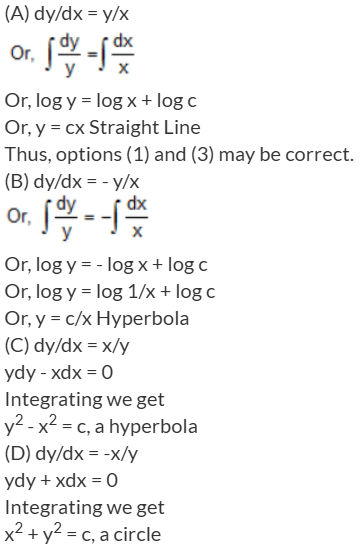 (A) dy/dx = y/x
Or, ∫ dy/y = ∫ dx/x
Or, log y = log x + log c
Or, y = cx Straight Line
Thus, options (1) and (3) may be correct.
(B) dy/dx = - y/x
Or, ∫ dy/y = - ∫ dx/x
Or, log y = - log x + log c
Or, log y = log 1/x + log c
Or, y = c/x Hyperbola
(C) dy/dx = x/y
ydy - xdx = 0
Integrating we get
y² - x² = c, a hyperbola
(D) dy/dx = -x/y
ydy + xdx = 0
Integrating we get
x² + y² = c, a circle